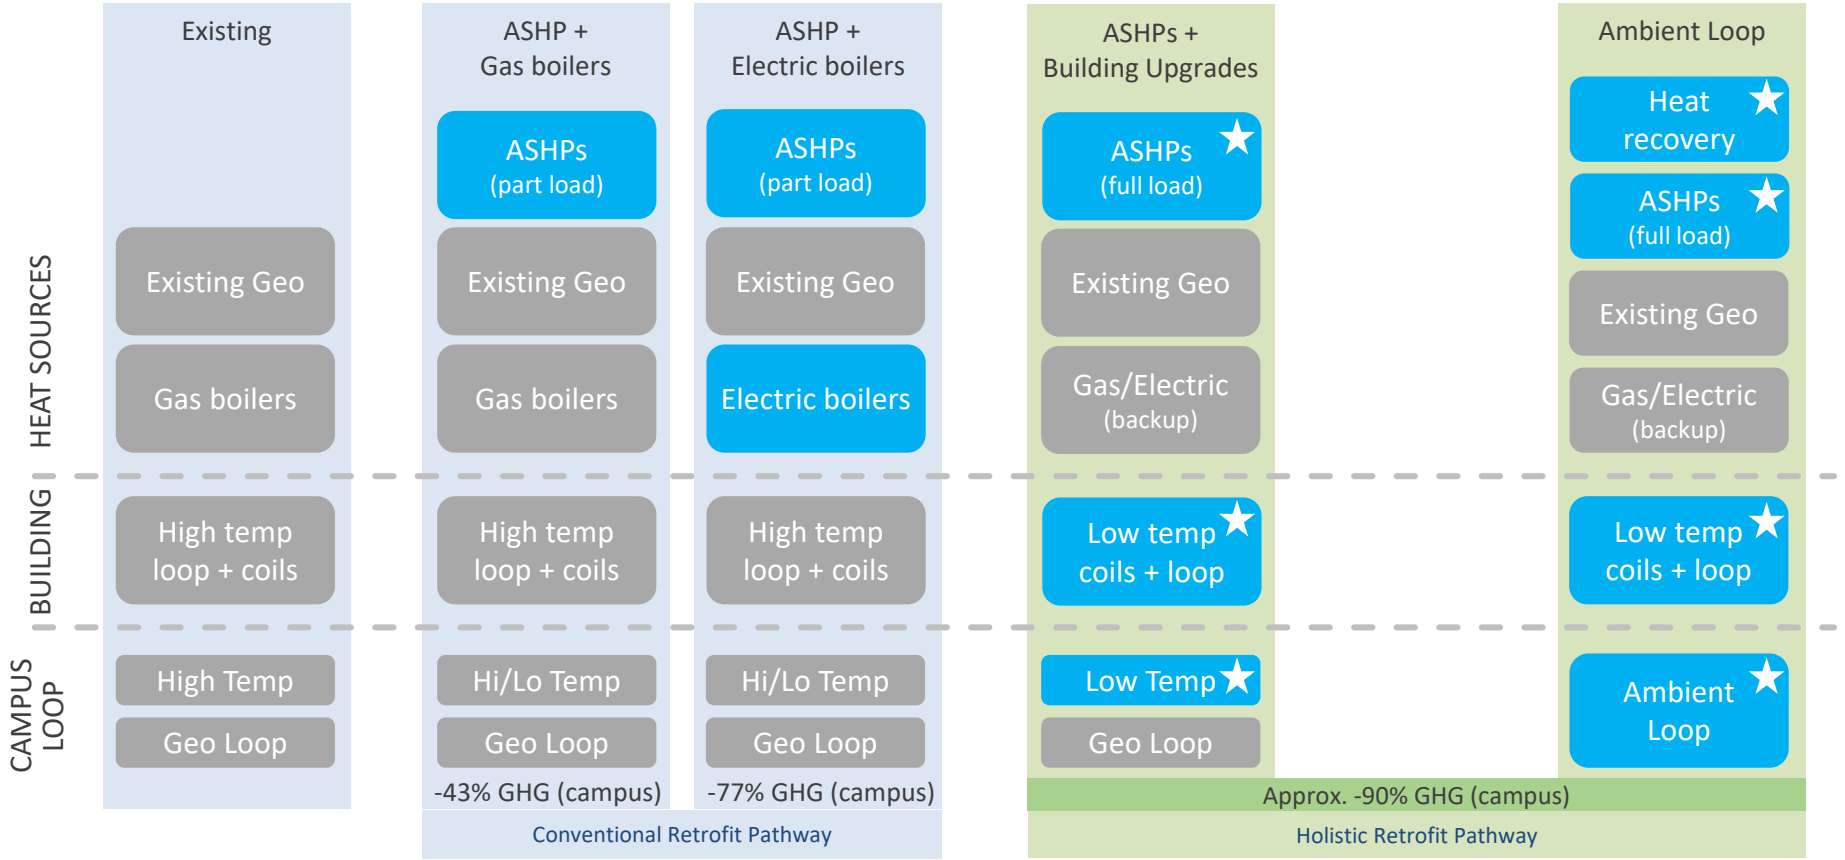 Existing
ASHP +
Gas boilers
ASHP +
Electric boilers
ASHPs +
Building Upgrades
Ambient Loop
HEAT SOURCES
Existing Geo
Gas boilers
ASHPs
(part load)
Existing Geo
Gas boilers
ASHPs
(part load)
Existing Geo
Electric boilers
ASHPs
(full load)
Existing Geo
Gas/Electric
(backup)
Heat
recovery
ASHPs
(full load)
Existing Geo
Gas/Electric
(backup)
BUILDING
High temp
loop + coils
High temp
loop + coils
High temp
loop + coils
Low temp
coils + loop
Low temp
coils + loop
CAMPUS
LOOP
High Temp
Geo Loop
Hi/Lo Temp
Geo Loop
Hi/Lo Temp
Geo Loop
Low Temp
Geo Loop
Ambient
Loop
-43% GHG (campus)
-77% GHG (campus)
Approx. -90% GHG (campus)
Conventional Retrofit Pathway
Holistic Retrofit Pathway